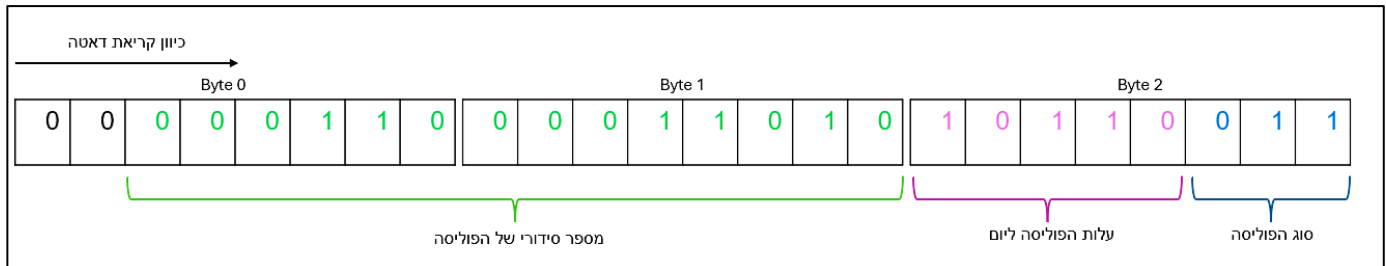 כיוון קריאת דאטה
Byte 0 Byte 1 Byte 2
0 0 0 0 0 1 1 0 0 0 0 1 1 0 1 0 1 0 1 1 0 0 1 1
מספר סידורי של הפוליסה עלות הפוליסה ליום סוג הפוליסה